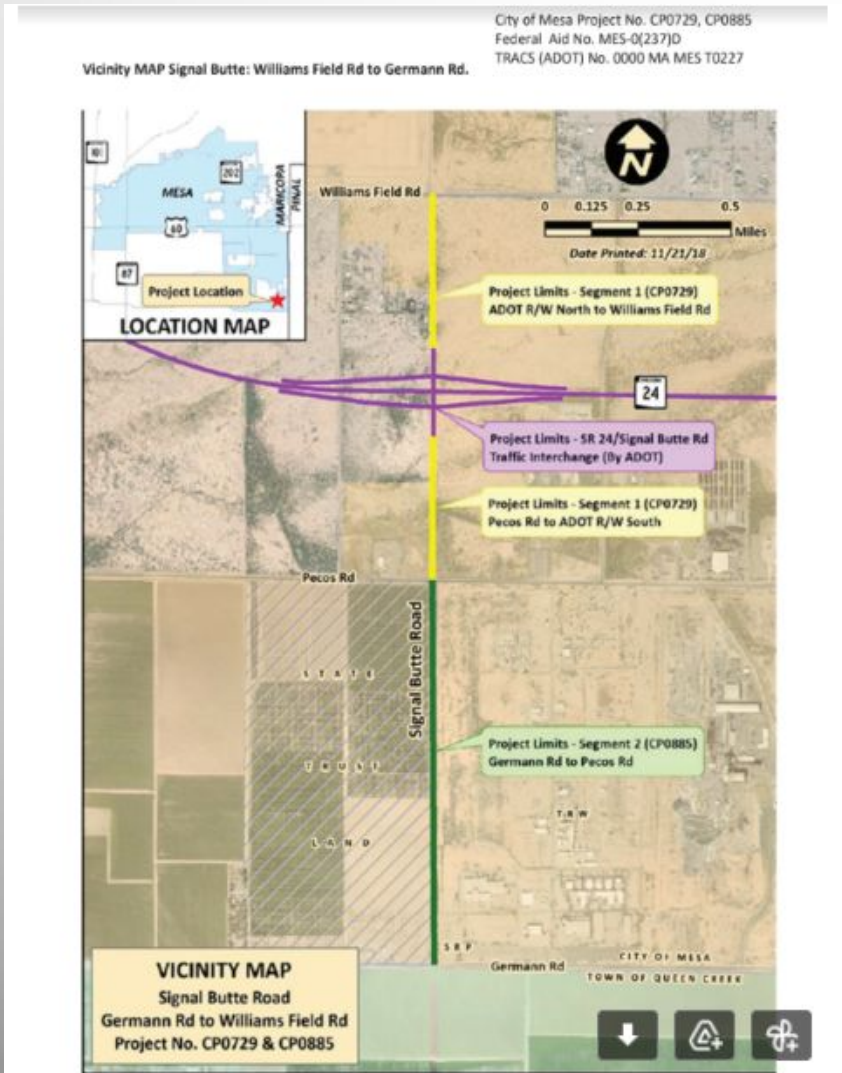 City of Mesa Project No. CP0729, CP0885
Federal Aid No. MES-0(237)D
TRACS (ADOT) No. 0000 MA MES T0227
Vicinity MAP Signal Butte: Williams Field Rd to Germann Rd.
101
202
MESA
MARICOPA
PINAL
60
87
Project Location
LOCATION MAP
Williams Field Rd
N
0 0.125 0.25 0.5
Miles
Date Printed: 11/21/18
Project Limits - Segment 1 (CP0729)
ADOT R/W North to Williams Field Rd
24
Project Limits - SR 24/Signal Butte Rd
Traffic Interchange (By ADOT)
Project Limits - Segment 1 (CP0729)
Pecos Rd to ADOT R/W South
Pecos Rd
Signal Butte Road
STATE
TRUST
LAND
Project Limits - Segment 2 (CP0885)
Germann Rd to Pecos Rd
TRW
SRP
Germann Rd
CITY OF MESA
TOWN OF QUEEN CREEK
VICINITY MAP
Signal Butte Road
Germann Rd to Williams Field Rd
Project No. CP0729 & CP0885